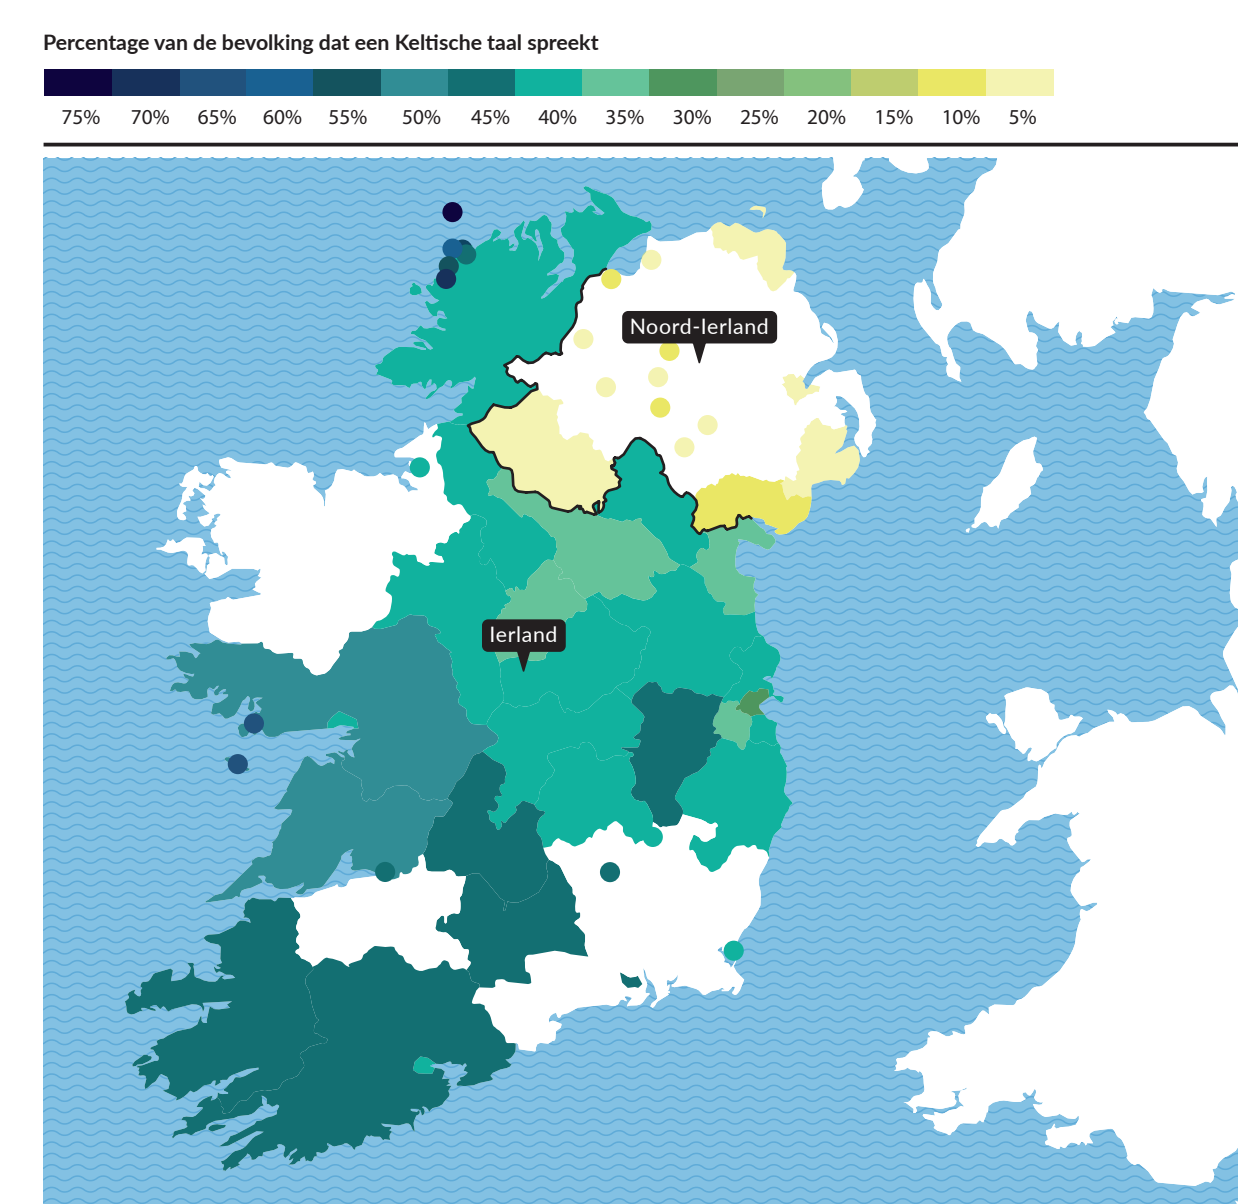 Percentage van de bevolking dat een Keltische taal spreekt
75% 70% 65% 60% 55% 50% 45% 40% 35% 30% 25% 20% 15% 10% 5%
Noord-Ierland
Ierland